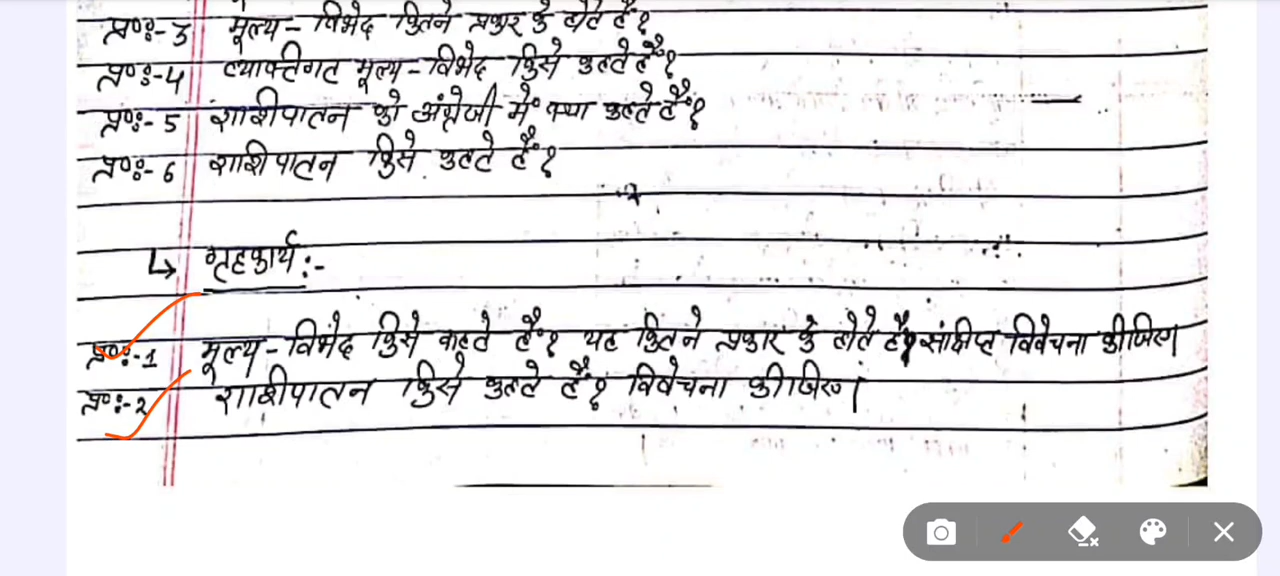 प्र०:-3 मूल्य-विभेद कितने प्रकार के होते हैं?
प्र०:-4 व्यक्तिगत मूल्य-विभेद किसे कहते हैं?
प्र०:-5 राशिपातन को अंग्रेजी में क्या कहते हैं?
प्र०:-6 राशिपातन किसे कहते हैं?
↳ गृहकार्य:-
प्र०:-1 मूल्य-विभेद किसे कहते हैं? यह कितने प्रकार के होते हैं? संक्षिप्त विवेचना कीजिए
प्र०:-2 राशिपातन किसे कहते हैं? विवेचना कीजिए।